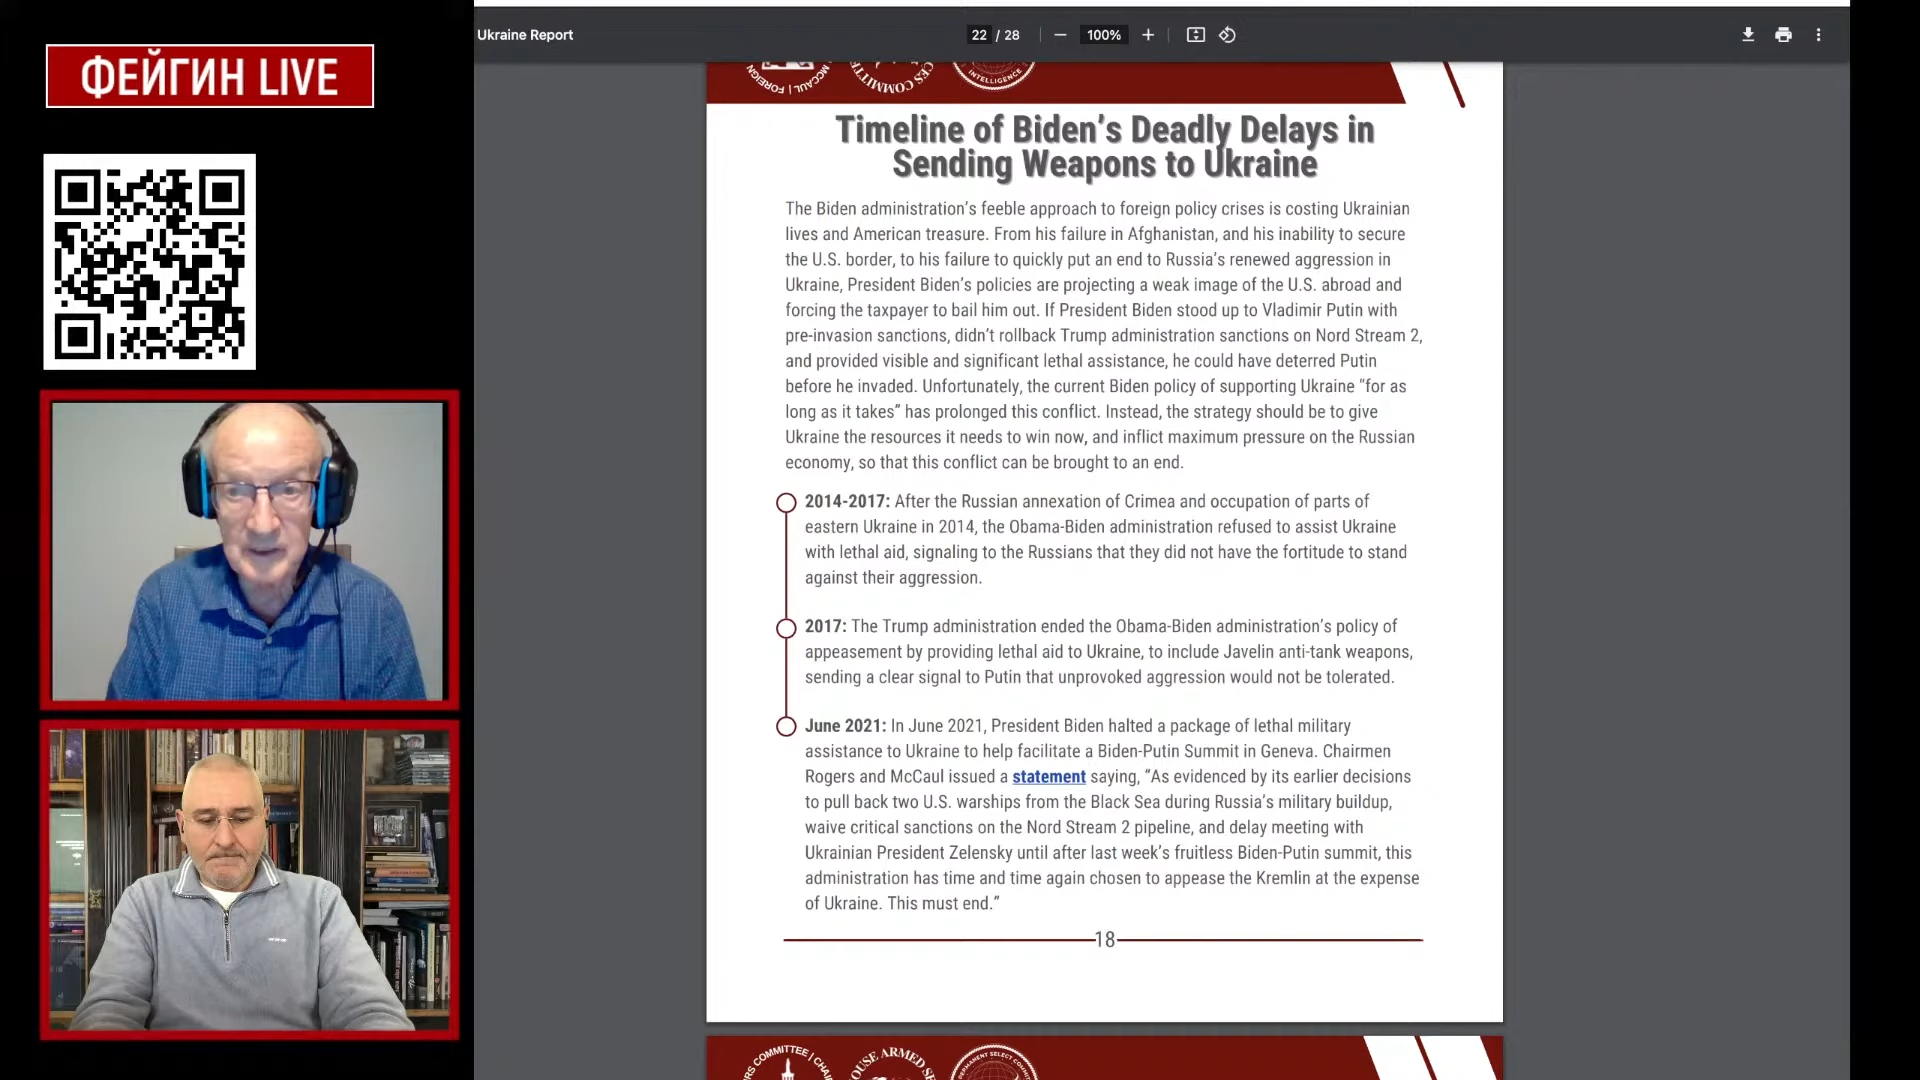 ФЕЙГИН LIVE
Ukraine Report
22 / 28
100%
MCCAUL | FOREIGN
INTELLIGENCE
Timeline of Biden’s Deadly Delays in
Sending Weapons to Ukraine
The Biden administration’s feeble approach to foreign policy crises is costing Ukrainian
lives and American treasure. From his failure in Afghanistan, and his inability to secure
the U.S. border, to his failure to quickly put an end to Russia’s renewed aggression in
Ukraine, President Biden’s policies are projecting a weak image of the U.S. abroad and
forcing the taxpayer to bail him out. If President Biden stood up to Vladimir Putin with
pre-invasion sanctions, didn’t rollback Trump administration sanctions on Nord Stream 2,
and provided visible and significant lethal assistance, he could have deterred Putin
before he invaded. Unfortunately, the current Biden policy of supporting Ukraine “for as
long as it takes” has prolonged this conflict. Instead, the strategy should be to give
Ukraine the resources it needs to win now, and inflict maximum pressure on the Russian
economy, so that this conflict can be brought to an end.
2014-2017: After the Russian annexation of Crimea and occupation of parts of
eastern Ukraine in 2014, the Obama-Biden administration refused to assist Ukraine
with lethal aid, signaling to the Russians that they did not have the fortitude to stand
against their aggression.
2017: The Trump administration ended the Obama-Biden administration’s policy of
appeasement by providing lethal aid to Ukraine, to include Javelin anti-tank weapons,
sending a clear signal to Putin that unprovoked aggression would not be tolerated.
June 2021: In June 2021, President Biden halted a package of lethal military
assistance to Ukraine to help facilitate a Biden-Putin Summit in Geneva. Chairmen
Rogers and McCaul issued a statement saying, “As evidenced by its earlier decisions
to pull back two U.S. warships from the Black Sea during Russia’s military buildup,
waive critical sanctions on the Nord Stream 2 pipeline, and delay meeting with
Ukrainian President Zelensky until after last week’s fruitless Biden-Putin summit, this
administration has time and time again chosen to appease the Kremlin at the expense
of Ukraine. This must end.”
18
COMMITTEE | CHAIR
PERMANENT SELECT